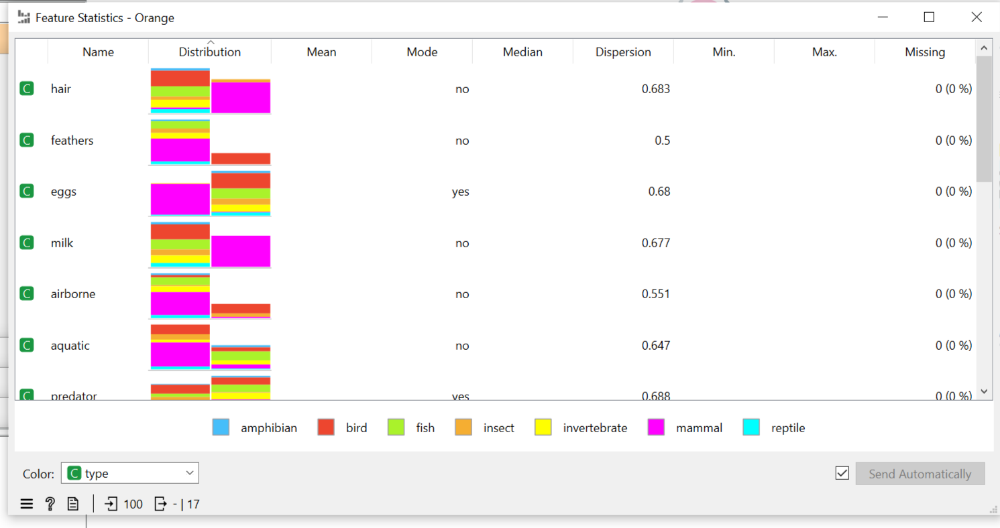 Feature Statistics - Orange
Name Distribution Mean Mode Median Dispersion Min. Max. Missing
C hair no 0.683 0 (0 %)
C feathers no 0.5 0 (0 %)
C eggs yes 0.68 0 (0 %)
C milk no 0.677 0 (0 %)
C airborne no 0.551 0 (0 %)
C aquatic no 0.647 0 (0 %)
C predator yes 0.688 0 (0 %)
amphibian bird fish insect invertebrate mammal reptile
Color: C type Send Automatically
? 100 - | 17